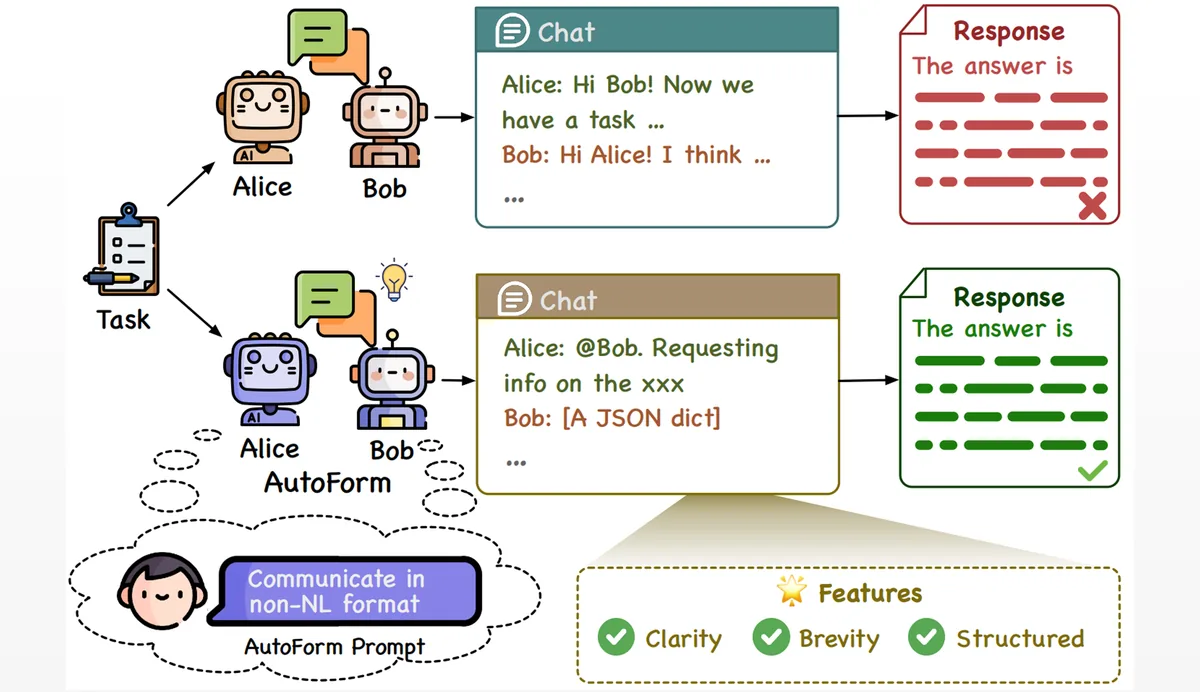 Chat
Alice: Hi Bob! Now we
have a task ...
Bob: Hi Alice! I think ...
...
Response
The answer is
AI
Alice
Bob
Task
Chat
Alice: @Bob. Requesting
info on the xxx
Bob: [A JSON dict]
...
Response
The answer is
AI
Alice
Bob
AutoForm
Communicate in
non-NL format
AutoForm Prompt
Features
Clarity
Brevity
Structured